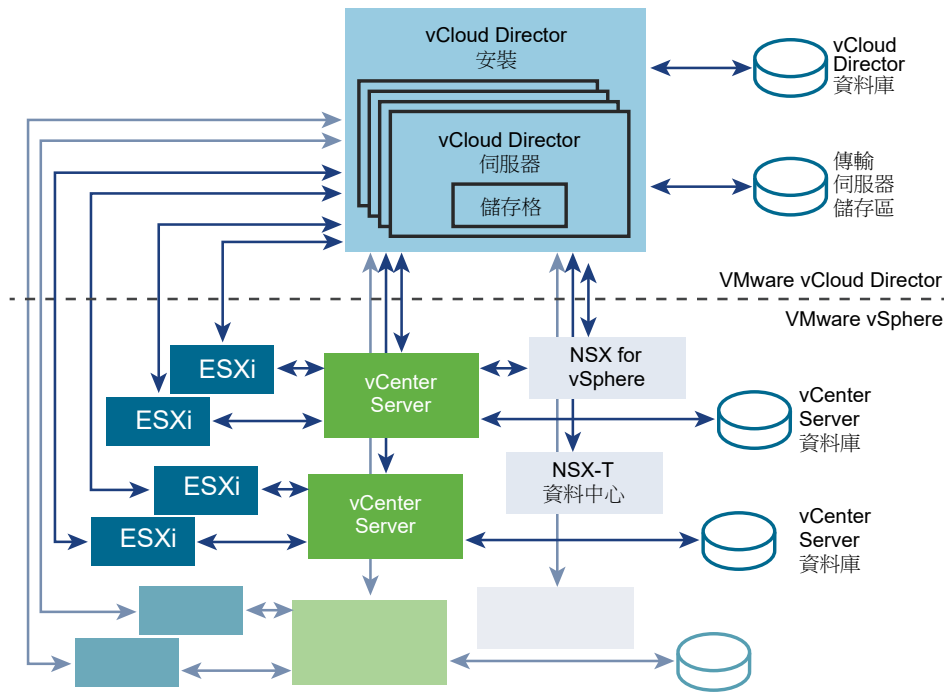 vCloud Director
安裝
vCloud Director
伺服器
儲存格
vCloud
Director
資料庫
傳輸
伺服器
儲存區
VMware vCloud Director
VMware vSphere
ESXi
ESXi
vCenter
Server
NSX for
vSphere
vCenter
Server
資料庫
ESXi
ESXi
vCenter
Server
NSX-T
資料中心
vCenter
Server
資料庫